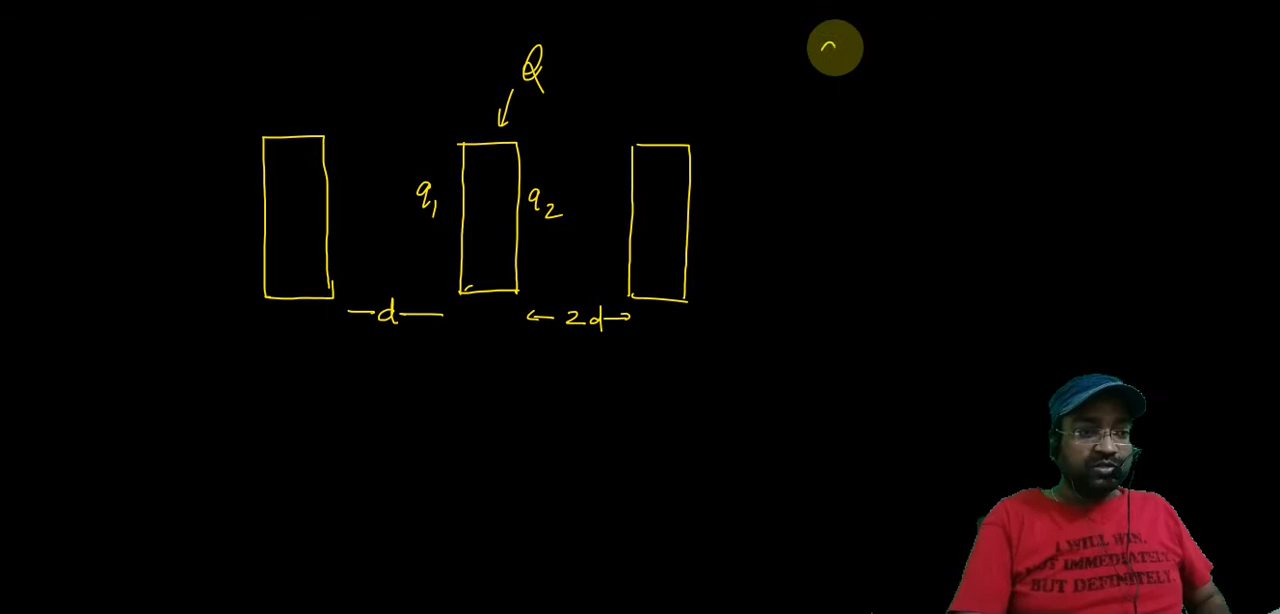 Q
q1 q2
d 2d
I WILL WIN.
NOT IMMEDIATELY.
BUT DEFINITELY.